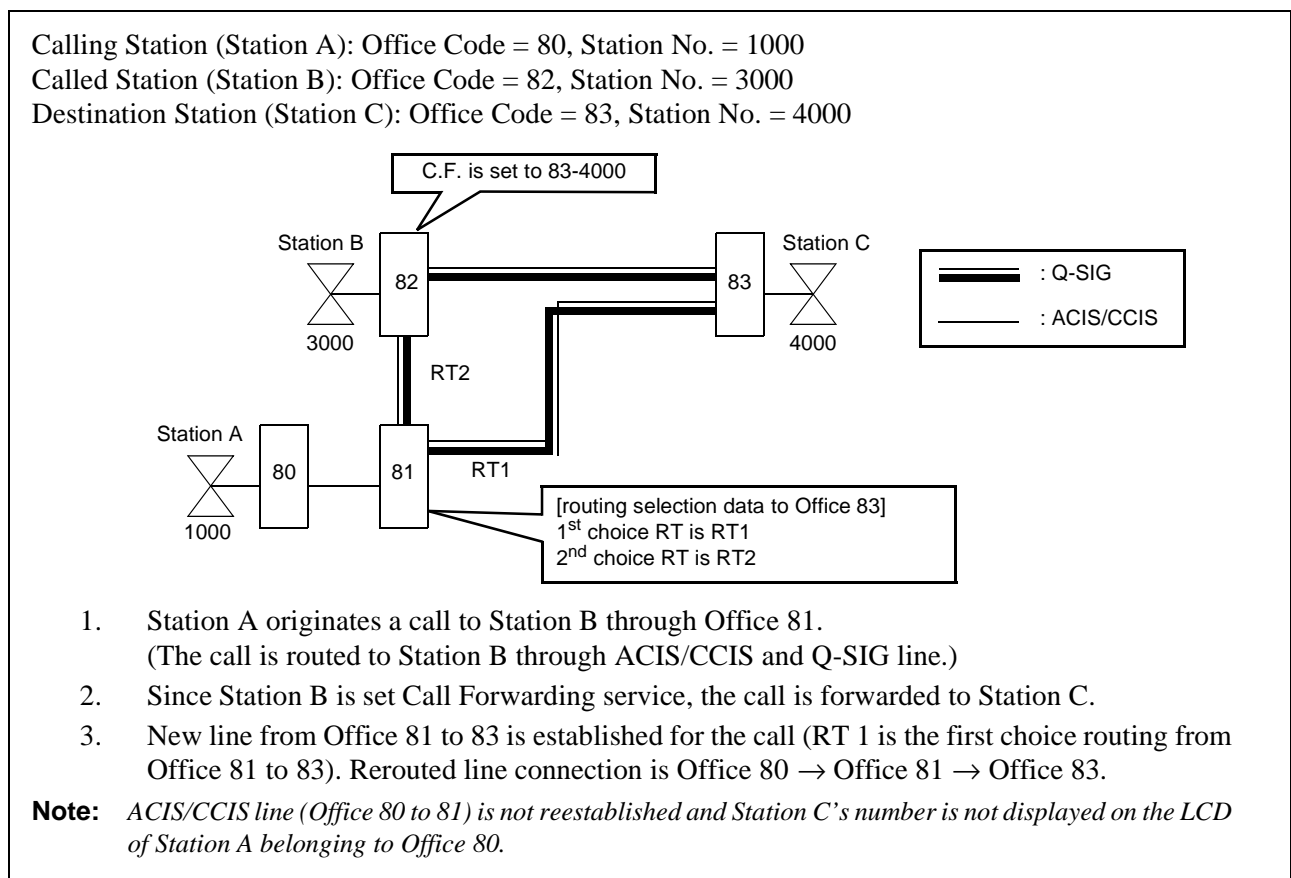 Calling Station (Station A): Office Code = 80, Station No. = 1000
Called Station (Station B): Office Code = 82, Station No. = 3000
Destination Station (Station C): Office Code = 83, Station No. = 4000
C.F. is set to 83-4000
Station B
82
3000
83
Station C
4000
: Q-SIG
: ACIS/CCIS
RT2
Station A
1000
80
81
RT1
[routing selection data to Office 83]
1st choice RT is RT1
2nd choice RT is RT2
1. Station A originates a call to Station B through Office 81.
(The call is routed to Station B through ACIS/CCIS and Q-SIG line.)
2. Since Station B is set Call Forwarding service, the call is forwarded to Station C.
3. New line from Office 81 to 83 is established for the call (RT 1 is the first choice routing from
Office 81 to 83). Rerouted line connection is Office 80 → Office 81 → Office 83.
Note: ACIS/CCIS line (Office 80 to 81) is not reestablished and Station C's number is not displayed on the LCD
of Station A belonging to Office 80.